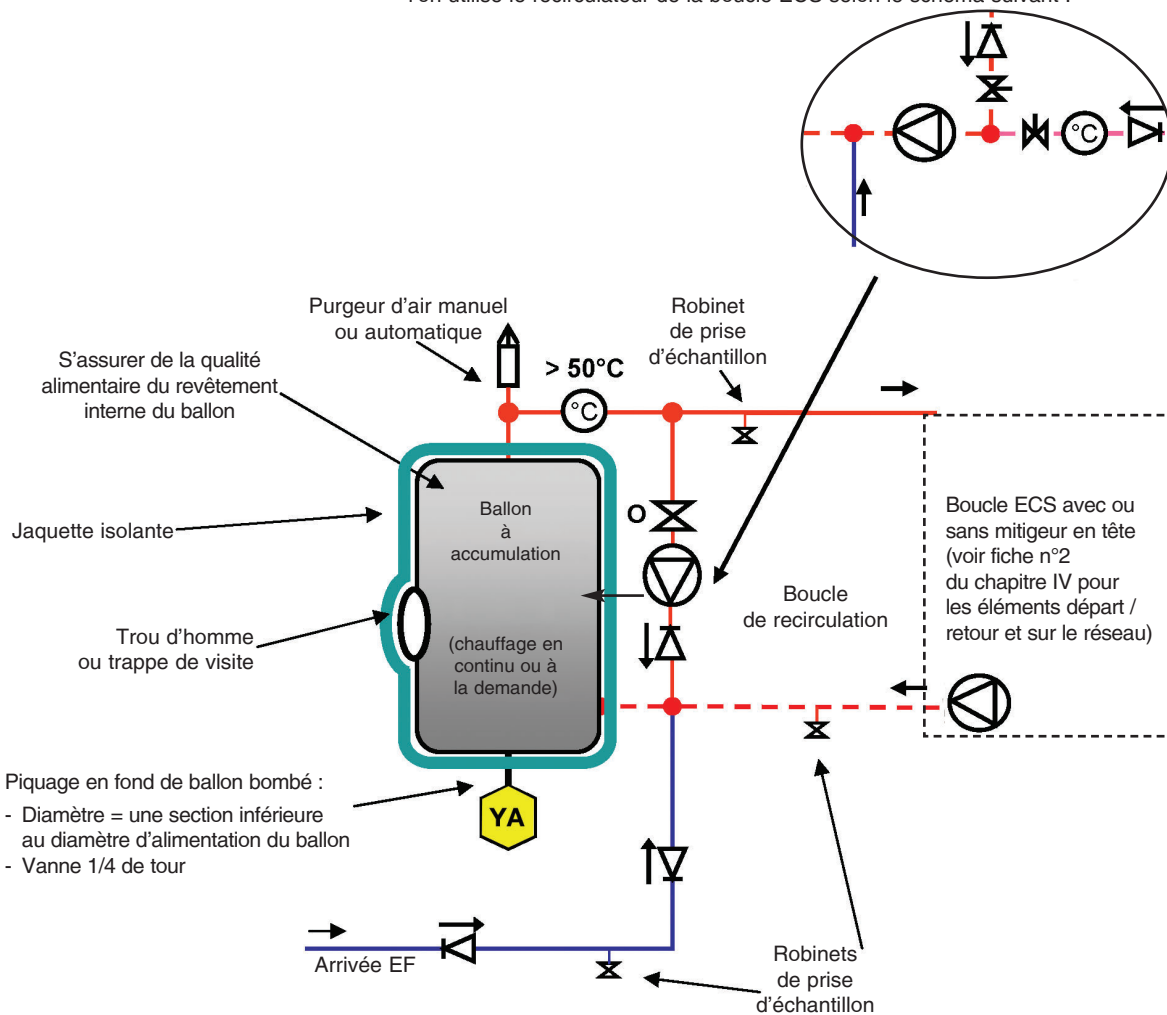 °C
Purgeur d'air manuel
ou automatique
Robinet
de prise
d'échantillon
S'assurer de la qualité
alimentaire du revêtement
interne du ballon
> 50°C
°C
Jaquette isolante
Ballon
à
accumulation
O
(chauffage en
continu ou à
la demande)
Trou d'homme
ou trappe de visite
Boucle
de recirculation
Boucle ECS avec ou
sans mitigeur en tête
(voir fiche n°2
du chapitre IV pour
les éléments départ /
retour et sur le réseau)
Piquage en fond de ballon bombé :
- Diamètre = une section inférieure
au diamètre d'alimentation du ballon
- Vanne 1/4 de tour
YA
Arrivée EF
Robinets
de prise
d'échantillon